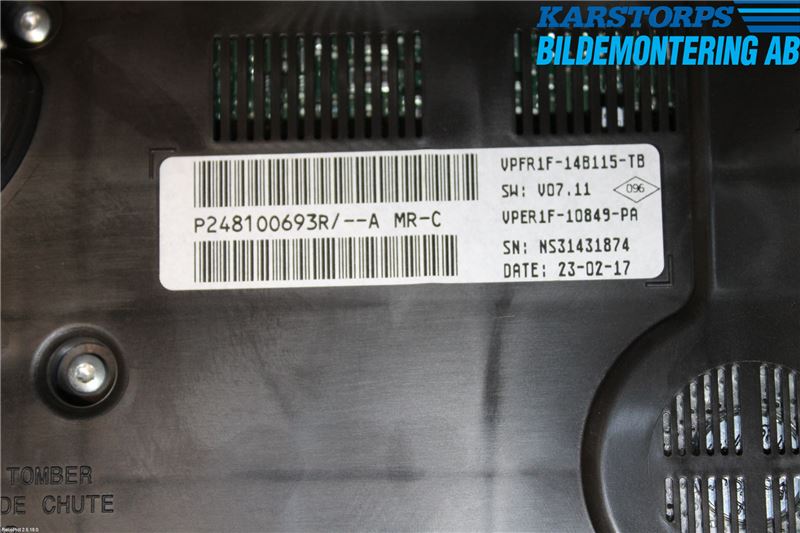 KARSTORPS
BILDEMONTERING AB
VPFR1F-14B115-TB
SW: V07.11
096
P248100693R/--A MR-C
VPER1F-10849-PA
SN: NS31431874
DATE: 23-02-17
TOMBER
DE CHUTE